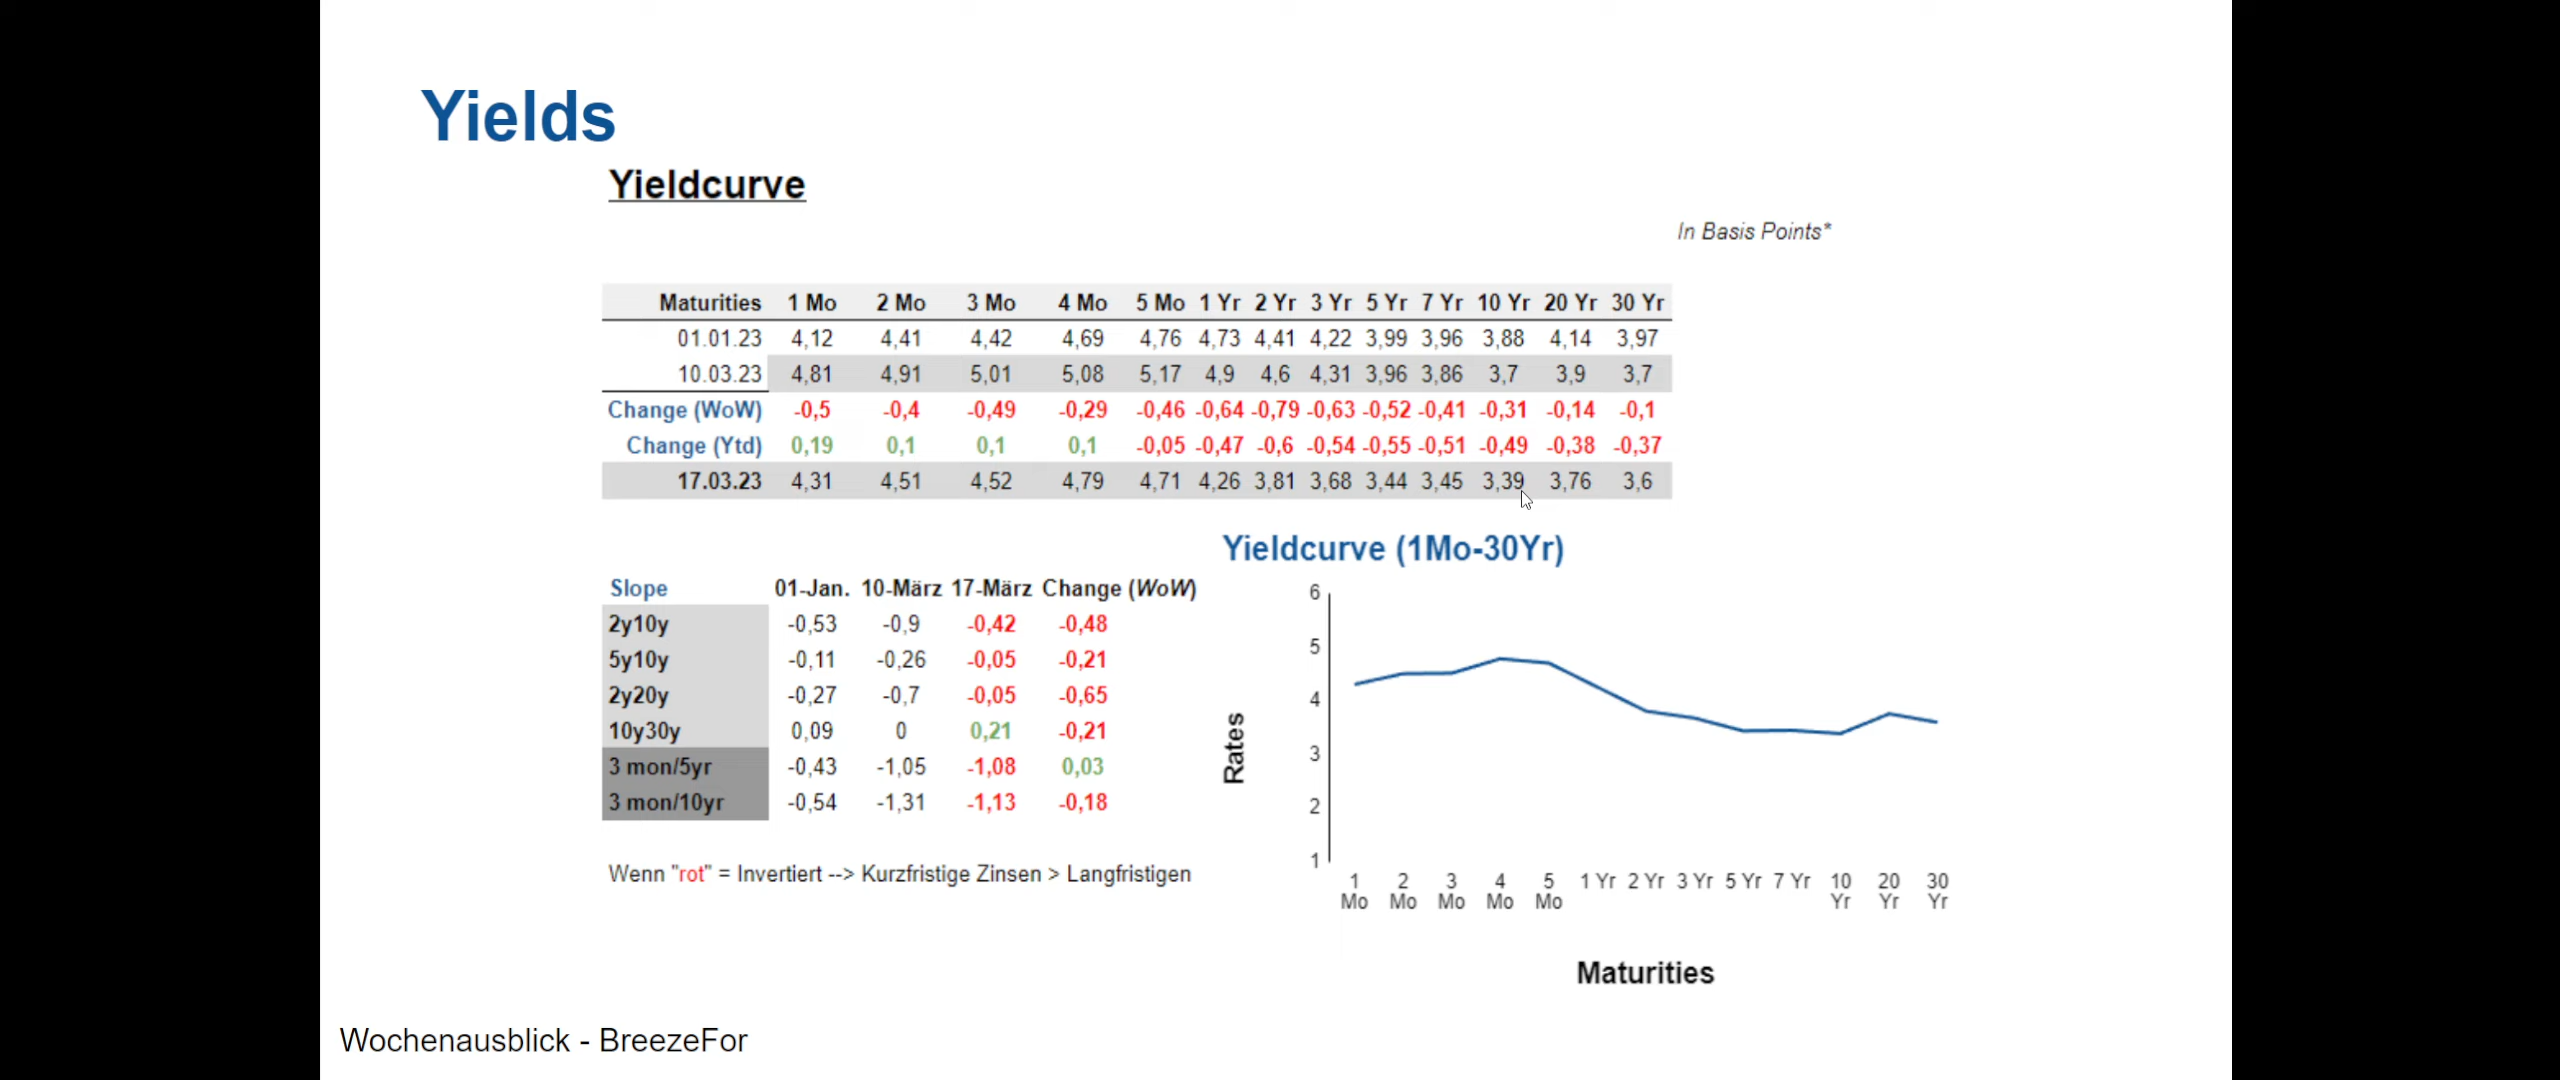 Yields
Yieldcurve
In Basis Points*
Maturities 1 Mo 2 Mo 3 Mo 4 Mo 5 Mo 1 Yr 2 Yr 3 Yr 5 Yr 7 Yr 10 Yr 20 Yr 30 Yr
01.01.23 4,12 4,41 4,42 4,69 4,76 4,73 4,41 4,22 3,99 3,96 3,88 4,14 3,97
10.03.23 4,81 4,91 5,01 5,08 5,17 4,9 4,6 4,31 3,96 3,86 3,7 3,9 3,7
Change (WoW) -0,5 -0,4 -0,49 -0,29 -0,46 -0,64 -0,79 -0,63 -0,52 -0,41 -0,31 -0,14 -0,1
Change (Ytd) 0,19 0,1 0,1 0,1 -0,05 -0,47 -0,6 -0,54 -0,55 -0,51 -0,49 -0,38 -0,37
17.03.23 4,31 4,51 4,52 4,79 4,71 4,26 3,81 3,68 3,44 3,45 3,39 3,76 3,6
Slope 01-Jan. 10-März 17-März Change (WoW)
2y10y -0,53 -0,9 -0,42 -0,48
5y10y -0,11 -0,26 -0,05 -0,21
2y20y -0,27 -0,7 -0,05 -0,65
10y30y 0,09 0 0,21 -0,21
3 mon/5yr -0,43 -1,05 -1,08 0,03
3 mon/10yr -0,54 -1,31 -1,13 -0,18
Wenn "rot" = Invertiert --> Kurzfristige Zinsen > Langfristigen
Yieldcurve (1Mo-30Yr)
6
5
4
3
2
1
Rates
1 Mo 2 Mo 3 Mo 4 Mo 5 Mo 1 Yr 2 Yr 3 Yr 5 Yr 7 Yr 10 Yr 20 Yr 30 Yr
Maturities
Wochenausblick - BreezeFor